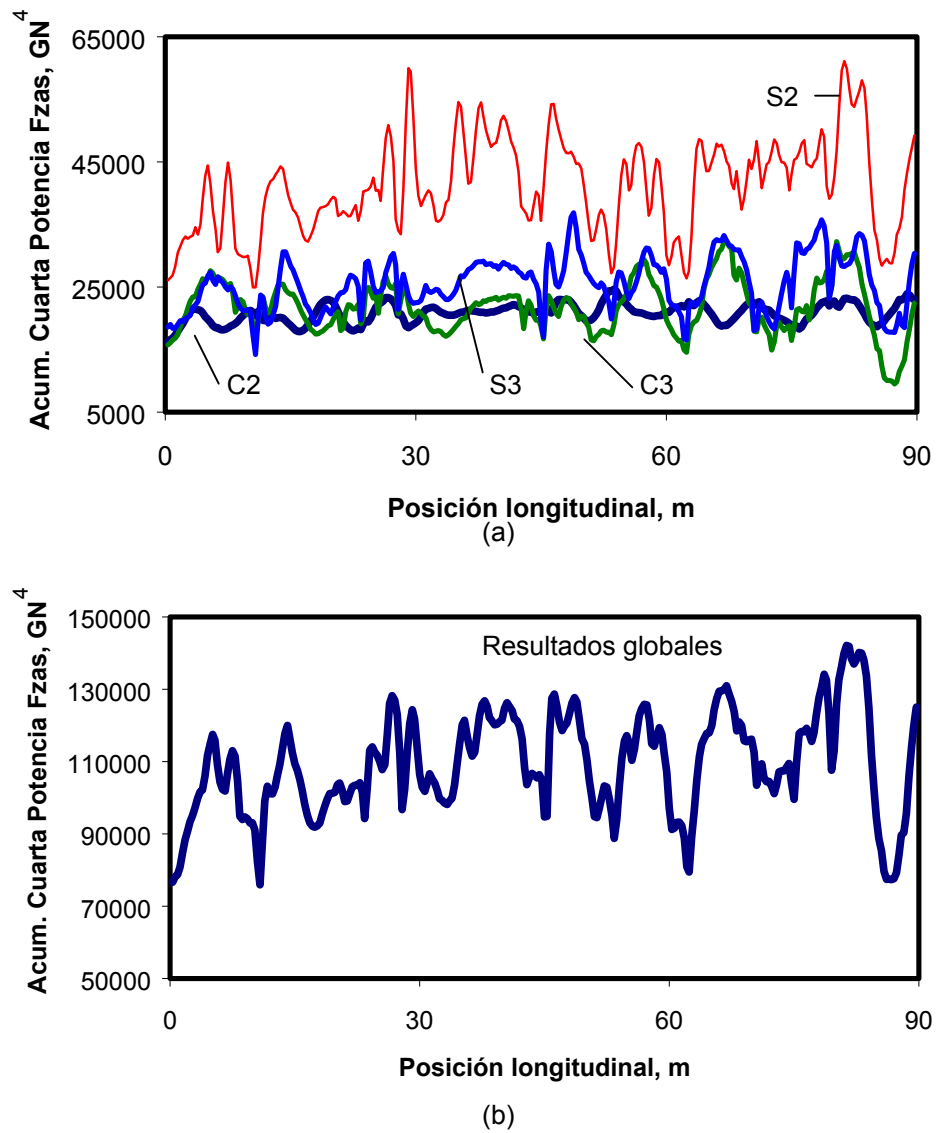 Acum. Cuarta Potencia Fzas, GN⁴
65000
45000
25000
5000
S2
C2
S3
C3
0
30
60
90
Posición longitudinal, m
(a)
Acum. Cuarta Potencia Fzas, GN⁴
150000
130000
110000
90000
70000
50000
Resultados globales
0
30
60
90
Posición longitudinal, m
(b)